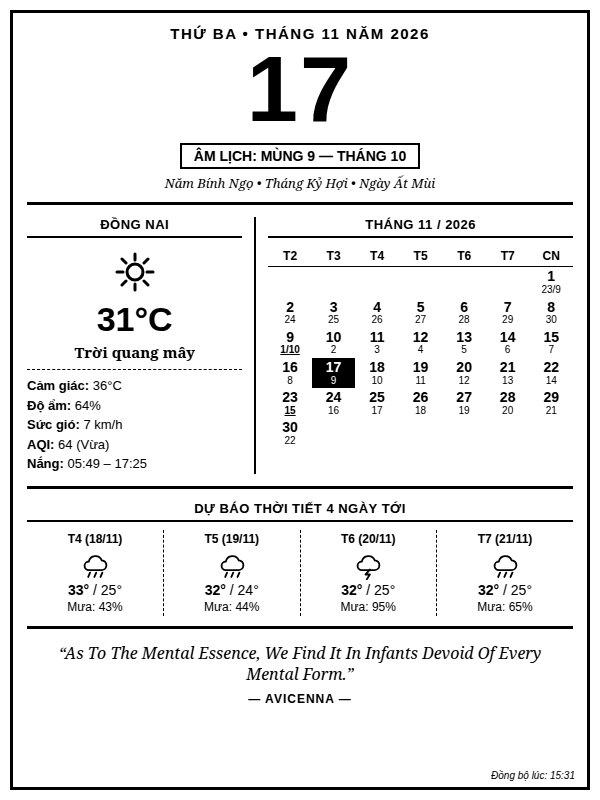 THỨ BA • THÁNG 11 NĂM 2026
17
ÂM LỊCH: MÙNG 9 — THÁNG 10
Năm Bính Ngọ • Tháng Kỷ Hợi • Ngày Ất Mùi
ĐỒNG NAI
31°C
Trời quang mây
Cảm giác: 36°C
Độ ẩm: 64%
Sức gió: 7 km/h
AQI: 64 (Vừa)
Nắng: 05:49 – 17:25
THÁNG 11 / 2026
T2 T3 T4 T5 T6 T7 CN
1
23/9
2 3 4 5 6 7 8
24 25 26 27 28 29 30
9 10 11 12 13 14 15
1/10 2 3 4 5 6 7
16 17 18 19 20 21 22
8 9 10 11 12 13 14
23 24 25 26 27 28 29
15 16 17 18 19 20 21
30
22
DỰ BÁO THỜI TIẾT 4 NGÀY TỚI
T4 (18/11) T5 (19/11) T6 (20/11) T7 (21/11)
33° / 25° 32° / 24° 32° / 25° 32° / 25°
Mưa: 43% Mưa: 44% Mưa: 95% Mưa: 65%
“As To The Mental Essence, We Find It In Infants Devoid Of Every
Mental Form.”
— AVICENNA —
Đồng bộ lúc: 15:31